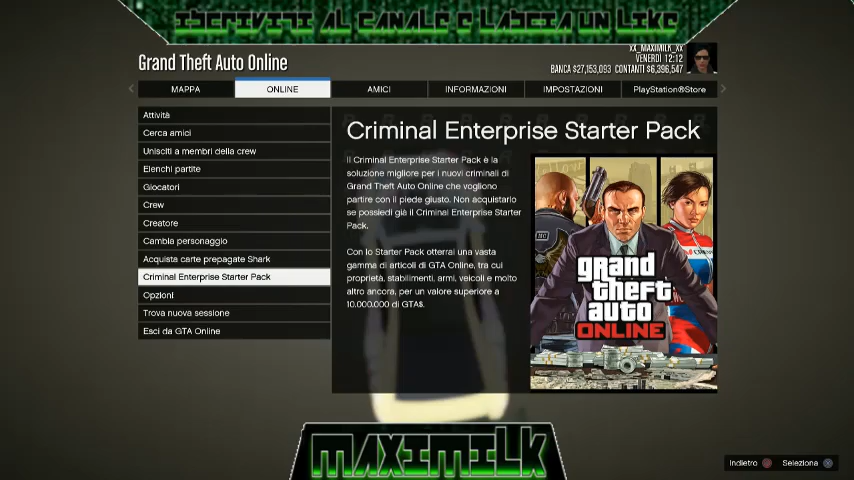 ISCRIVITI AL CANALE E LASCIA UN LIKE
Grand Theft Auto Online
xX_MAXIMILK_Xx
VENERDÌ 12:12
BANCA $27,153,093 CONTANTI $6,396,547
MAPPA
ONLINE
AMICI
INFORMAZIONI
IMPOSTAZIONI
PlayStation®Store
Attività
Cerca amici
Unisciti a membri della crew
Elenchi partite
Giocatori
Crew
Creatore
Cambia personaggio
Acquista carte prepagate Shark
Criminal Enterprise Starter Pack
Opzioni
Trova nuova sessione
Esci da GTA Online
Criminal Enterprise Starter Pack
Il Criminal Enterprise Starter Pack è la
soluzione migliore per i nuovi criminali di
Grand Theft Auto Online che vogliono
partire con il piede giusto. Non acquistarlo
se possiedi già il Criminal Enterprise Starter
Pack.
Con lo Starter Pack otterrai una vasta
gamma di articoli di GTA Online, tra cui
proprietà, stabilimenti, armi, veicoli e molto
altro ancora, per un valore superiore a
10.000.000 di GTA$.
grand
theft
auto
ONLINE
MAXIMILK
Indietro
Seleziona